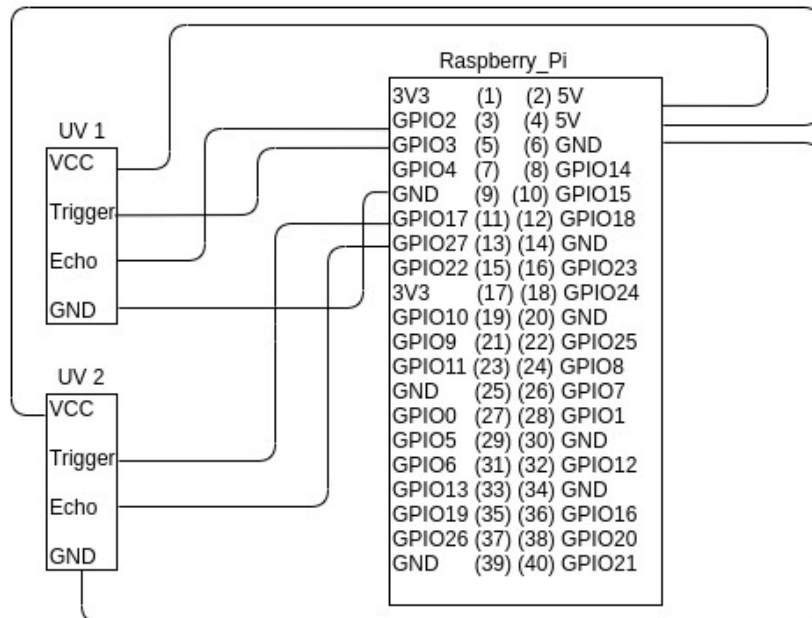 Raspberry_Pi
UV 1
VCC
Trigger
Echo
GND
UV 2
VCC
Trigger
Echo
GND
3V3 (1) (2) 5V
GPIO2 (3) (4) 5V
GPIO3 (5) (6) GND
GPIO4 (7) (8) GPIO14
GND (9) (10) GPIO15
GPIO17 (11) (12) GPIO18
GPIO27 (13) (14) GND
GPIO22 (15) (16) GPIO23
3V3 (17) (18) GPIO24
GPIO10 (19) (20) GND
GPIO9 (21) (22) GPIO25
GPIO11 (23) (24) GPIO8
GND (25) (26) GPIO7
GPIO0 (27) (28) GPIO1
GPIO5 (29) (30) GND
GPIO6 (31) (32) GPIO12
GPIO13 (33) (34) GND
GPIO19 (35) (36) GPIO16
GPIO26 (37) (38) GPIO20
GND (39) (40) GPIO21